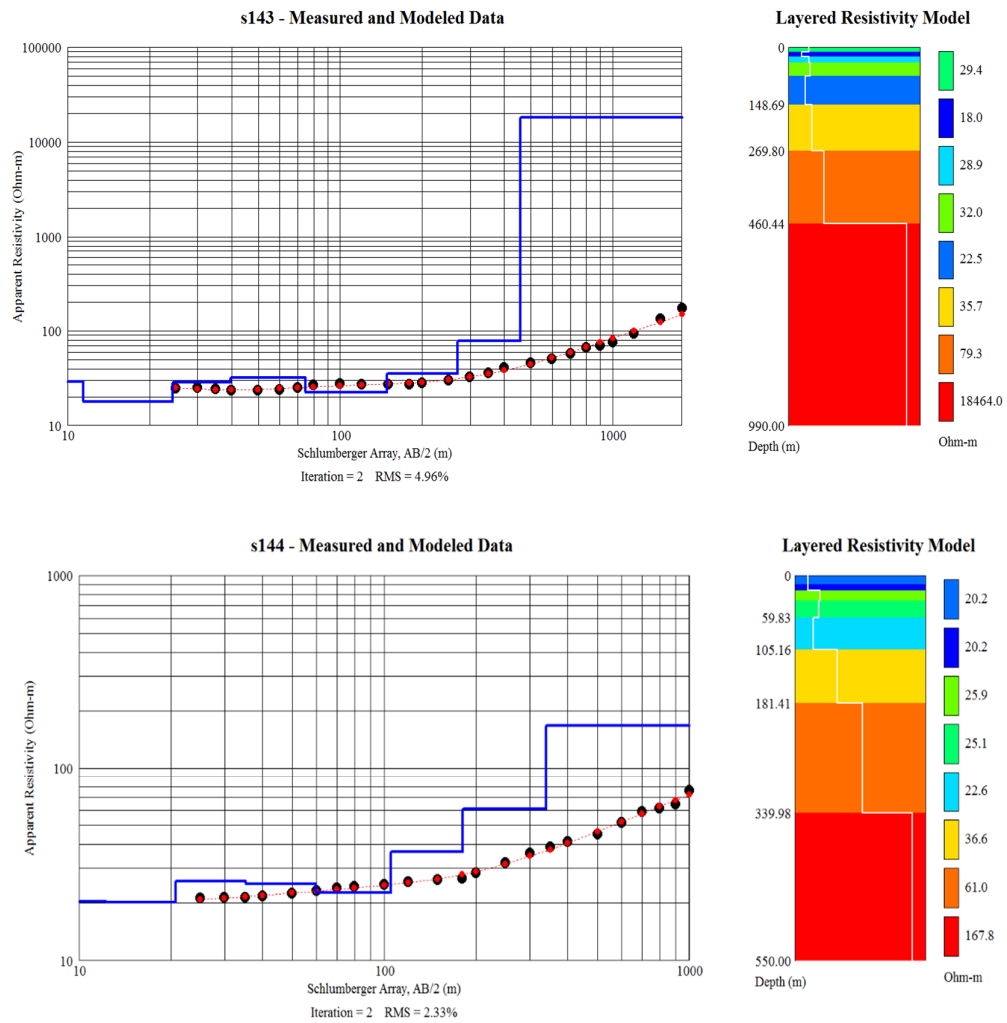 s143 - Measured and Modeled Data
Layered Resistivity Model
100000
10000
1000
100
10
Apparent Resistivity (Ohm-m)
10
100
1000
Schlumberger Array, AB/2 (m)
Iteration = 2 RMS = 4.96%
0
148.69
269.80
460.44
990.00
Depth (m)
29.4
18.0
28.9
32.0
22.5
35.7
79.3
18464.0
Ohm-m
s144 - Measured and Modeled Data
Layered Resistivity Model
1000
100
10
Apparent Resistivity (Ohm-m)
10
100
1000
Schlumberger Array, AB/2 (m)
Iteration = 2 RMS = 2.33%
0
59.83
105.16
181.41
339.98
550.00
Depth (m)
20.2
20.2
25.9
25.1
22.6
36.6
61.0
167.8
Ohm-m